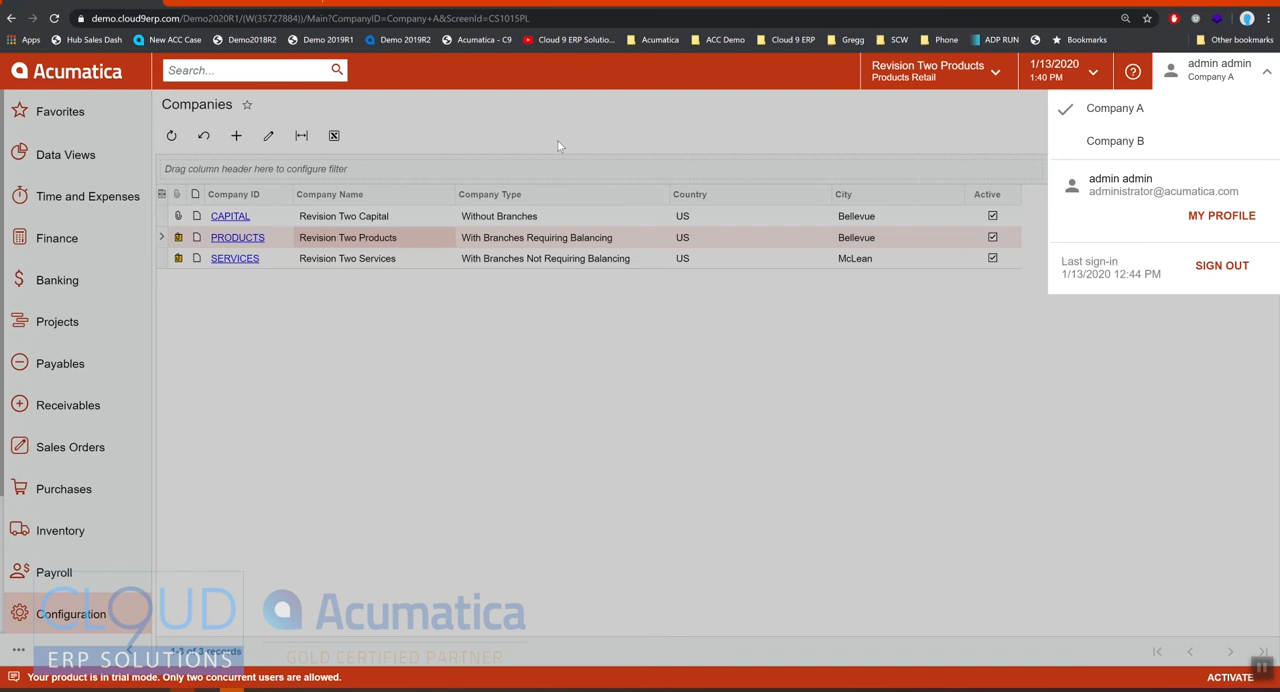 demo.cloud9erp.com/Demo2020R1/(W(35727884))/Main?CompanyID=Company+A&ScreenId=CS1015PL
Apps Hub Sales Dash New ACC Case Demo2018R2 Demo 2019R1 Demo 2019R2 Acumatica - C9 Cloud 9 ERP Solutio... Acumatica ACC Demo Cloud 9 ERP Gregg SCW Phone ADP RUN Bookmarks Other bookmarks
Acumatica Search... Revision Two Products 1/13/2020 admin admin
Products Retail 1:40 PM Company A
Companies
Company A
Company B
admin admin
administrator@acumatica.com
MY PROFILE
Last sign-in
1/13/2020 12:44 PM
SIGN OUT
Favorites
Data Views
Time and Expenses
Finance
Banking
Projects
Payables
Receivables
Sales Orders
Purchases
Inventory
Payroll
Configuration
Drag column header here to configure filter
Company ID Company Name Company Type Country City Active
CAPITAL Revision Two Capital Without Branches US Bellevue
PRODUCTS Revision Two Products With Branches Requiring Balancing US Bellevue
SERVICES Revision Two Services With Branches Not Requiring Balancing US McLean
1-3 of 3 records
CLOUD 9
ERP SOLUTIONS
Acumatica
GOLD CERTIFIED PARTNER
Your product is in trial mode. Only two concurrent users are allowed. ACTIVATE